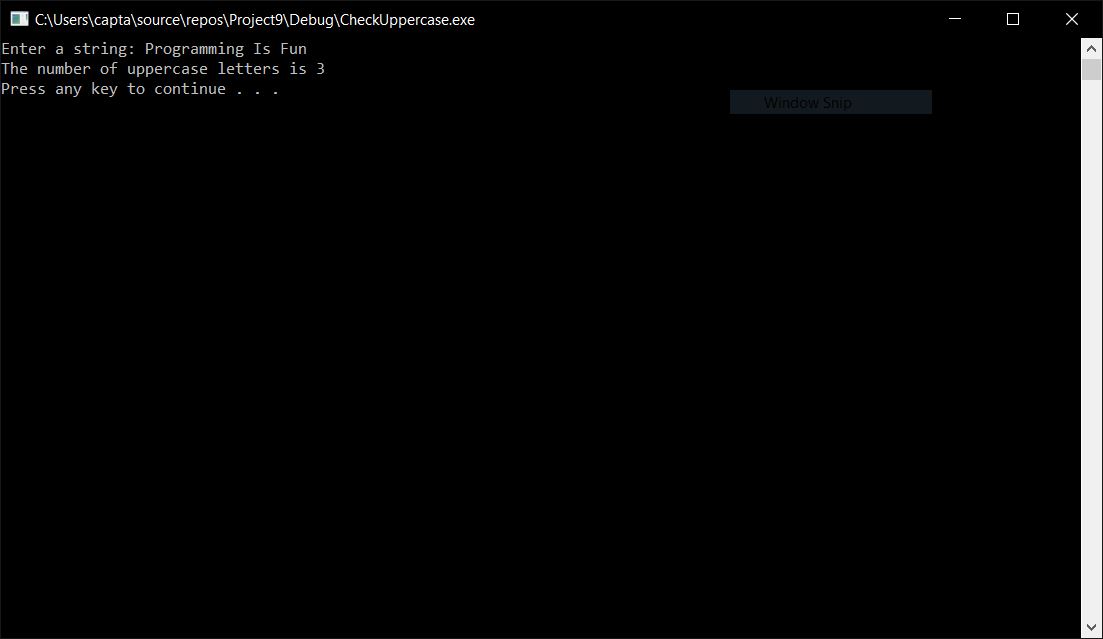 C:\Users\capta\source\repos\Project9\Debug\CheckUppercase.exe
Enter a string: Programming Is Fun
The number of uppercase letters is 3
Press any key to continue . . .
Window Snip